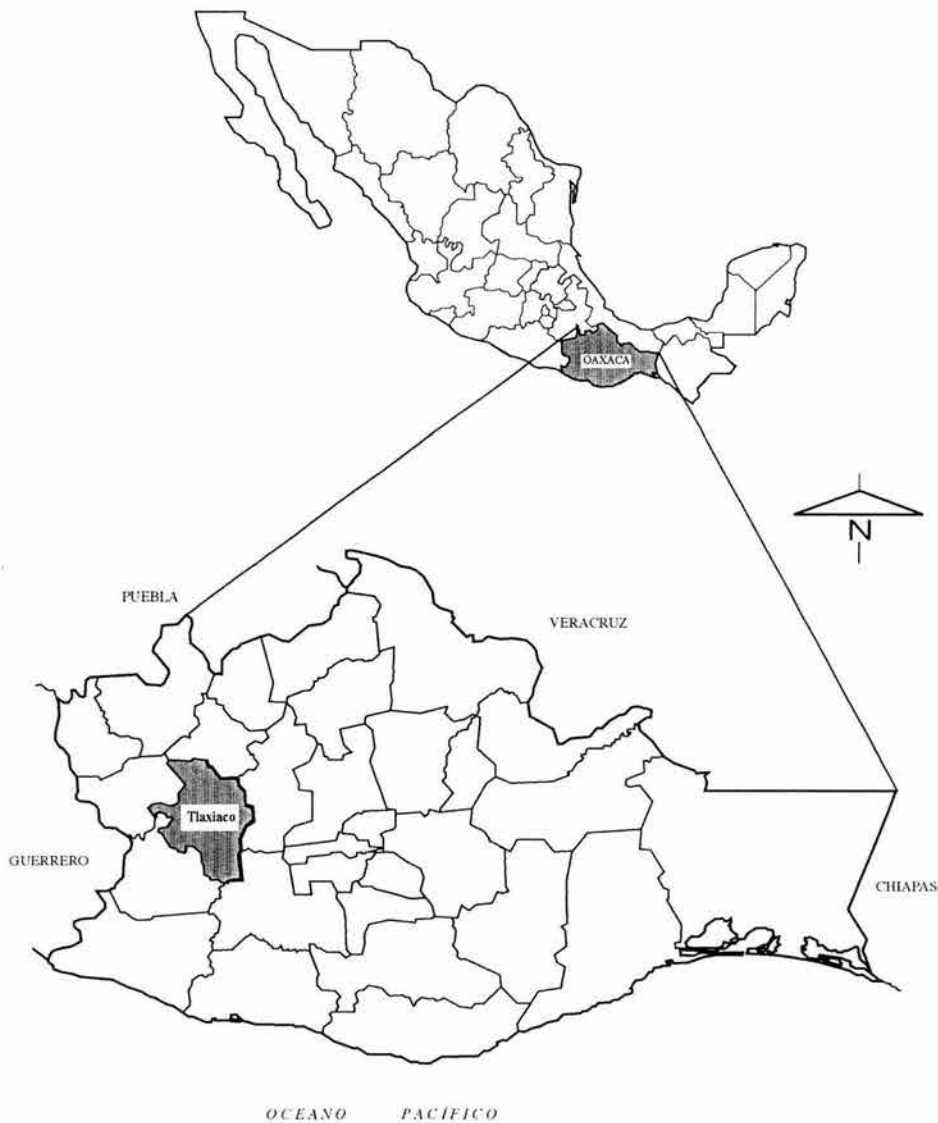 OAXACA
N
PUEBLA
VERACRUZ
Tlaxiaco
GUERRERO
CHIAPAS
OCEANO PACÍFICO